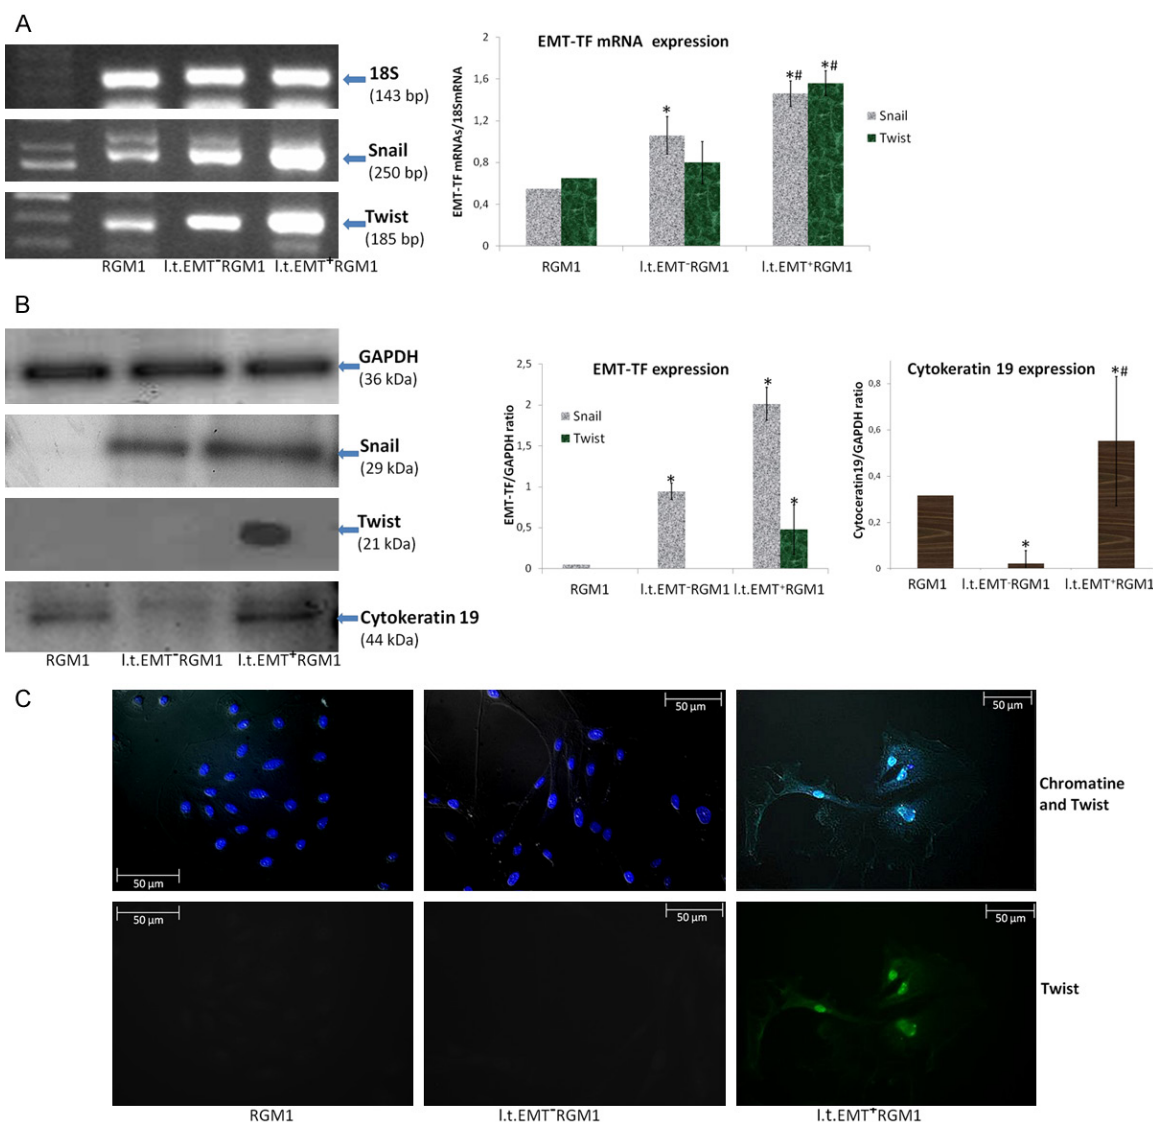 A
18S
(143 bp)
Snail
(250 bp)
Twist
(185 bp)
RGM1 l.t.EMT⁻RGM1 l.t.EMT⁺RGM1
EMT-TF mRNA expression
EMT-TF mRNAs/18SmRNA
2
1,6
1,2
0,8
0,4
0
*
*#
*#
Snail
Twist
RGM1 l.t.EMT⁻RGM1 l.t.EMT⁺RGM1
B
GAPDH
(36 kDa)
Snail
(29 kDa)
Twist
(21 kDa)
Cytokeratin 19
(44 kDa)
RGM1 l.t.EMT⁻RGM1 l.t.EMT⁺RGM1
EMT-TF expression
EMT-TF/GAPDH ratio
2,5
2
1,5
1
0,5
0
Snail
Twist
*
*
*
RGM1 l.t.EMT⁻RGM1 l.t.EMT⁺RGM1
Cytokeratin 19 expression
Cytoceratin19/GAPDH ratio
0,8
0,6
0,4
0,2
0
*
*#
RGM1 l.t.EMT⁻RGM1 l.t.EMT⁺RGM1
C
50 µm
50 µm
50 µm
Chromatine
and Twist
50 µm
50 µm
50 µm
Twist
RGM1 l.t.EMT⁻RGM1 l.t.EMT⁺RGM1